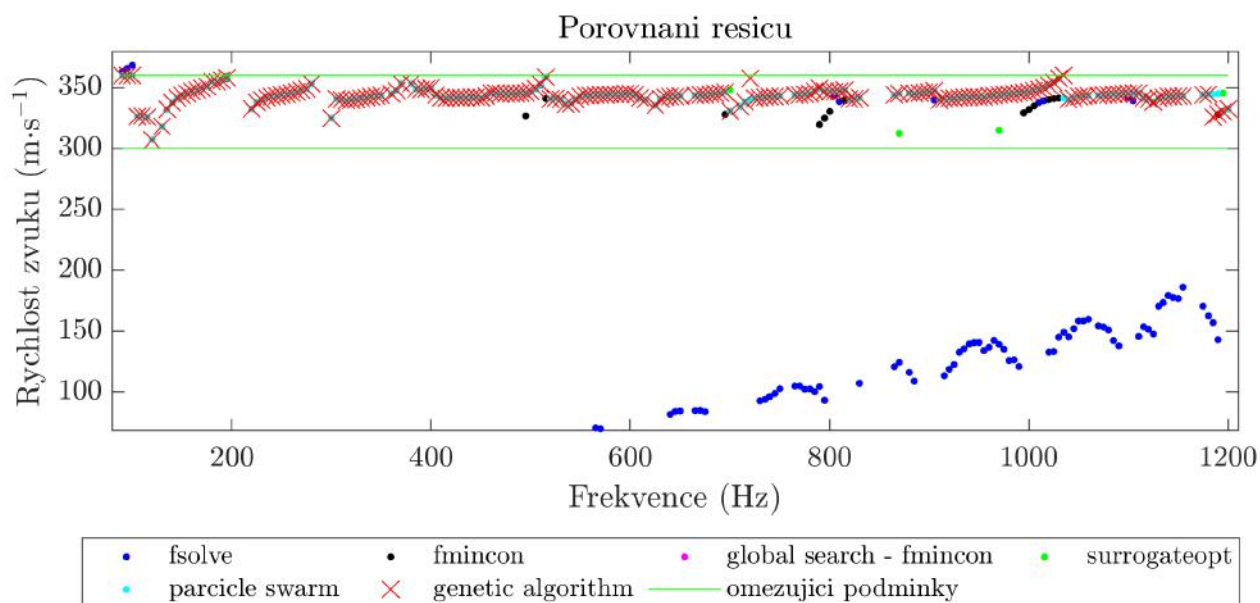 Porovnani resicu
350
300
250
200
150
100
Rychlost zvuku (m·s⁻¹)
200 400 600 800 1000 1200
Frekvence (Hz)
fsolve fmincon global search - fmincon surrogateopt
parcicle swarm genetic algorithm omezujici podminky